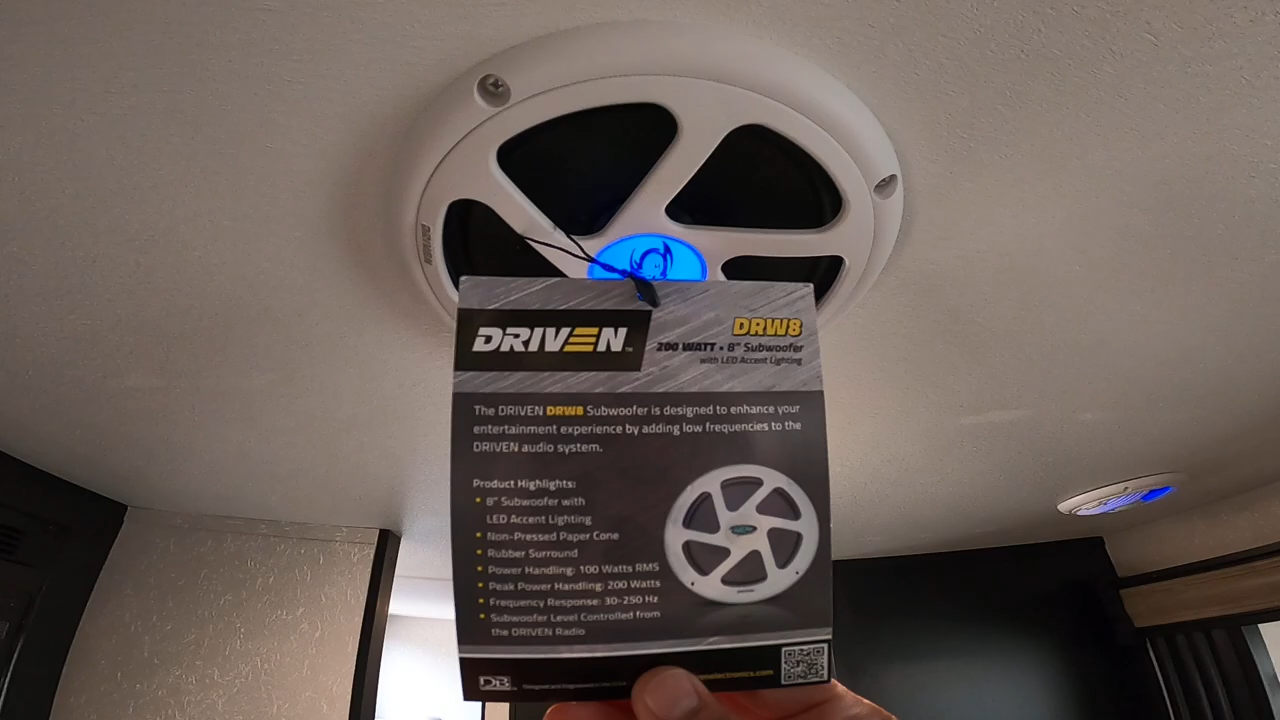 DRIVEN
DRIVEN™
DRW8
200 WATT • 8" Subwoofer
with LED Accent Lighting
The DRIVEN DRW8 Subwoofer is designed to enhance your
entertainment experience by adding low frequencies to the
DRIVEN audio system.
Product Highlights:
• 8" Subwoofer with
LED Accent Lighting
• Non-Pressed Paper Cone
• Rubber Surround
• Power Handling: 100 Watts RMS
• Peak Power Handling: 200 Watts
• Frequency Response: 30-250 Hz
• Subwoofer Level Controlled from
the DRIVEN Radio
DB